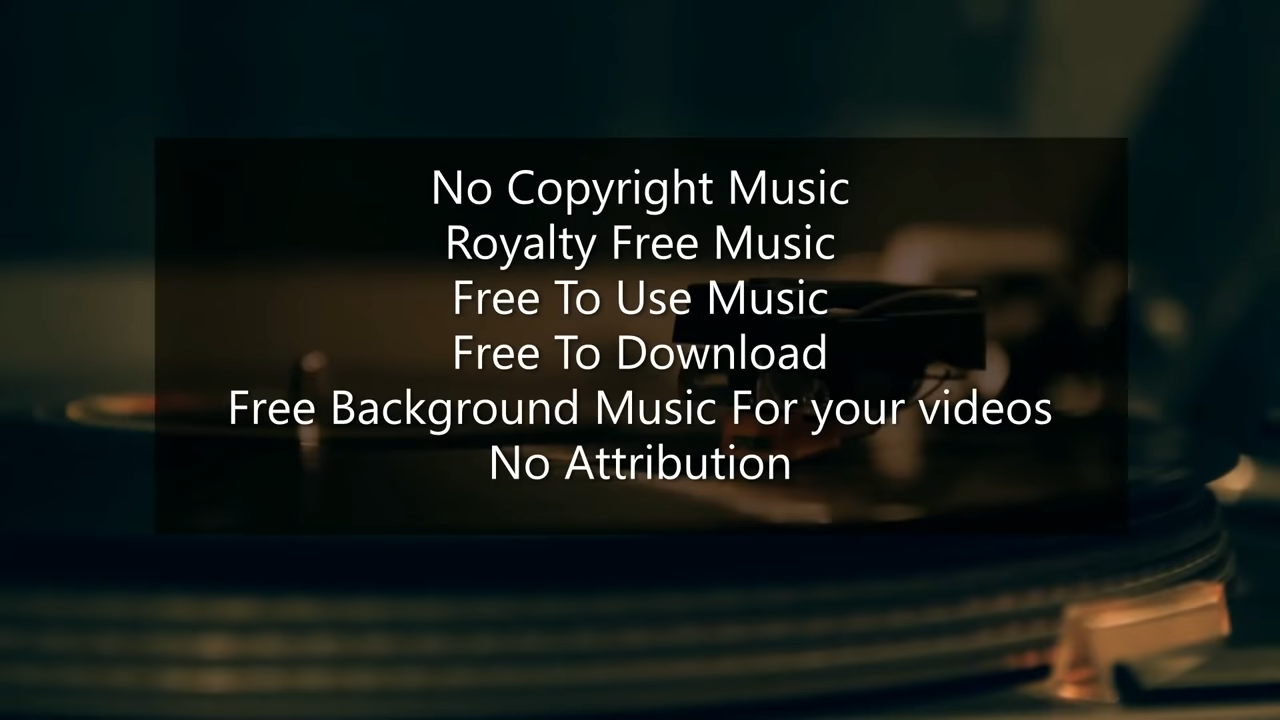 No Copyright Music
Royalty Free Music
Free To Use Music
Free To Download
Free Background Music For your videos
No Attribution